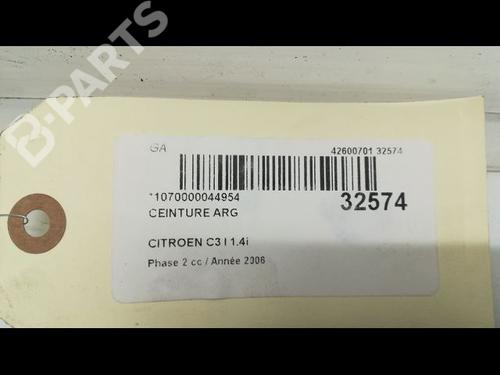 B-PARTS
GA
42600701 32574
*1070000044954
32574
CEINTURE ARG
CITROEN C3 I 1.4i
Phase 2 cc / Année 2006